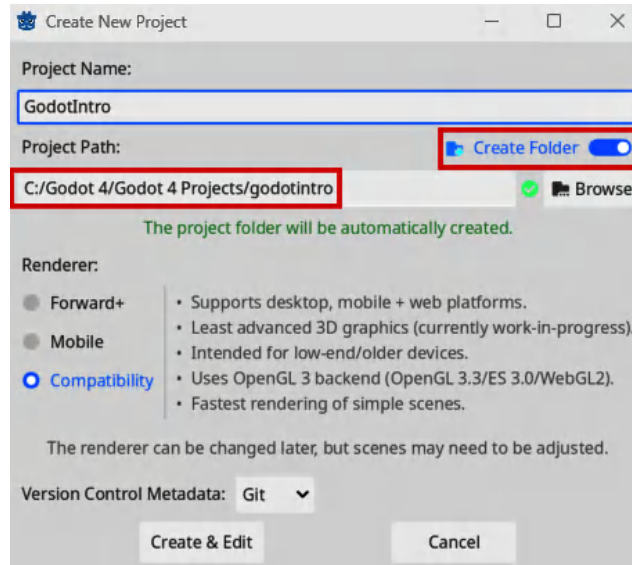 Create New Project
Project Name:
GodotIntro
Project Path:
Create Folder
C:/Godot 4/Godot 4 Projects/godotintro
Browse
The project folder will be automatically created.
Renderer:
Forward+
Mobile
Compatibility
• Supports desktop, mobile + web platforms.
• Least advanced 3D graphics (currently work-in-progress).
• Intended for low-end/older devices.
• Uses OpenGL 3 backend (OpenGL 3.3/ES 3.0/WebGL2).
• Fastest rendering of simple scenes.
The renderer can be changed later, but scenes may need to be adjusted.
Version Control Metadata: Git
Create & Edit
Cancel